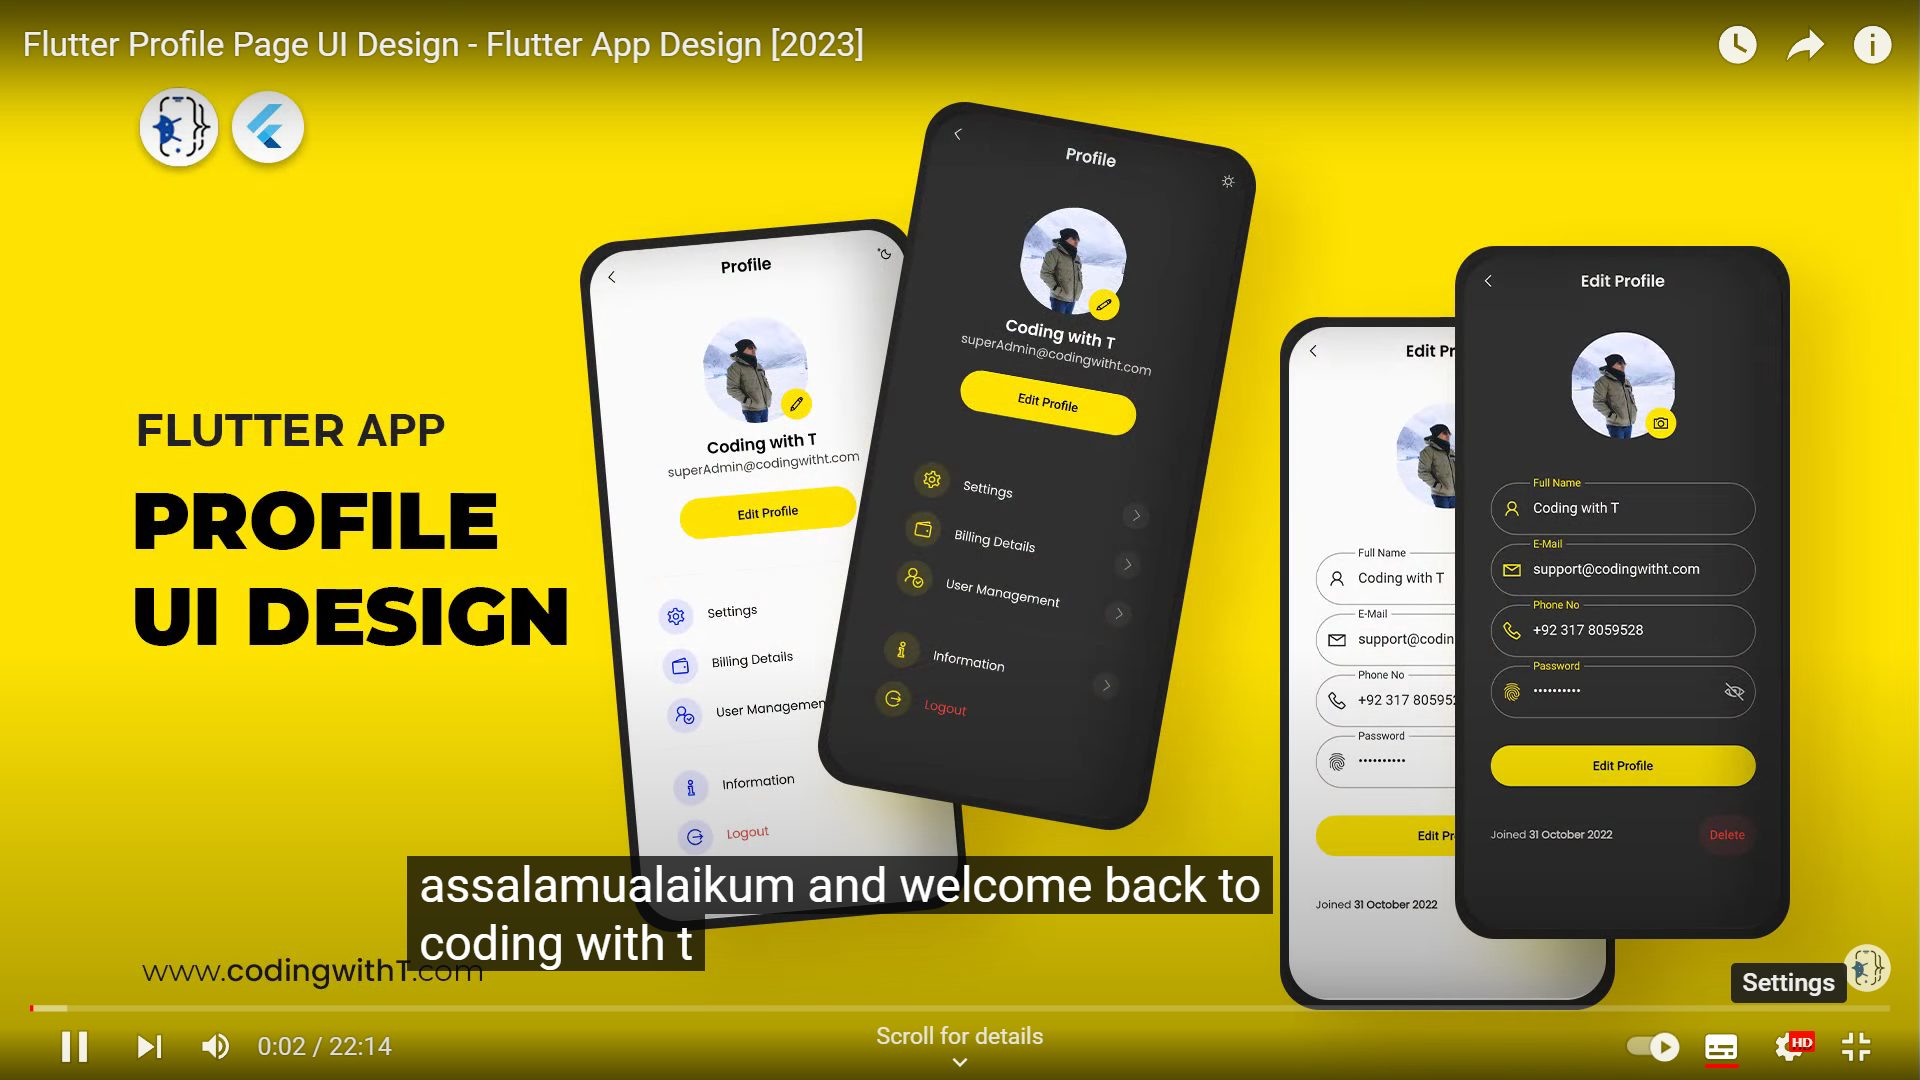 Flutter Profile Page UI Design - Flutter App Design [2023]
FLUTTER APP
PROFILE
UI DESIGN
www.codingwithT.com
Profile
Coding with T
superAdmin@codingwitht.com
Edit Profile
Settings
Billing Details
User Managemen
Information
Logout
Profile
Coding with T
superAdmin@codingwitht.com
Edit Profile
Settings
Billing Details
User Management
Information
Logout
Edit Pr
Full Name
Coding with T
E-Mail
support@codin
Phone No
+92 317 80595
Password
Edit Pr
Joined 31 October 2022
Edit Profile
Full Name
Coding with T
E-Mail
support@codingwitht.com
Phone No
+92 317 8059528
Password
Edit Profile
Joined 31 October 2022
Delete
assalamualaikum and welcome back to
coding with t
Settings
0:02 / 22:14
Scroll for details
HD